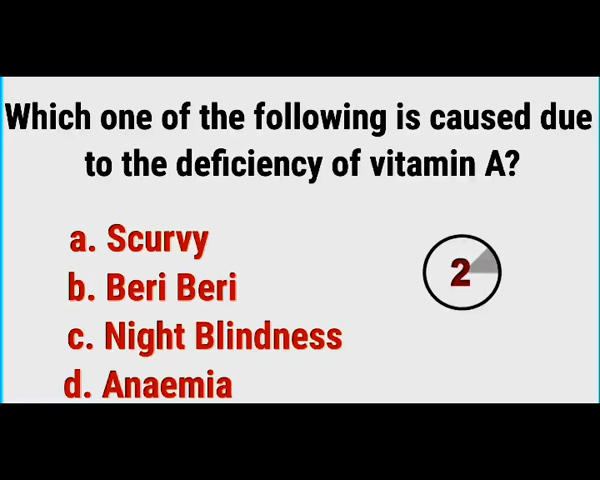 Which one of the following is caused due
to the deficiency of vitamin A?
a. Scurvy
b. Beri Beri
2
c. Night Blindness
d. Anaemia